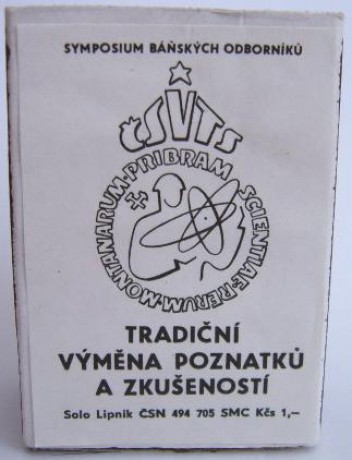 SYMPOSIUM BÁŇSKÝCH ODBORNÍKŮ
ČSVTS
PŘIBRAM SCIENTIAE·RERUM·MONTANARUM·
TRADIČNÍ
VÝMĚNA POZNATKŮ
A ZKUŠENOSTÍ
Solo Lipník ČSN 494 705 SMC Kčs 1,–